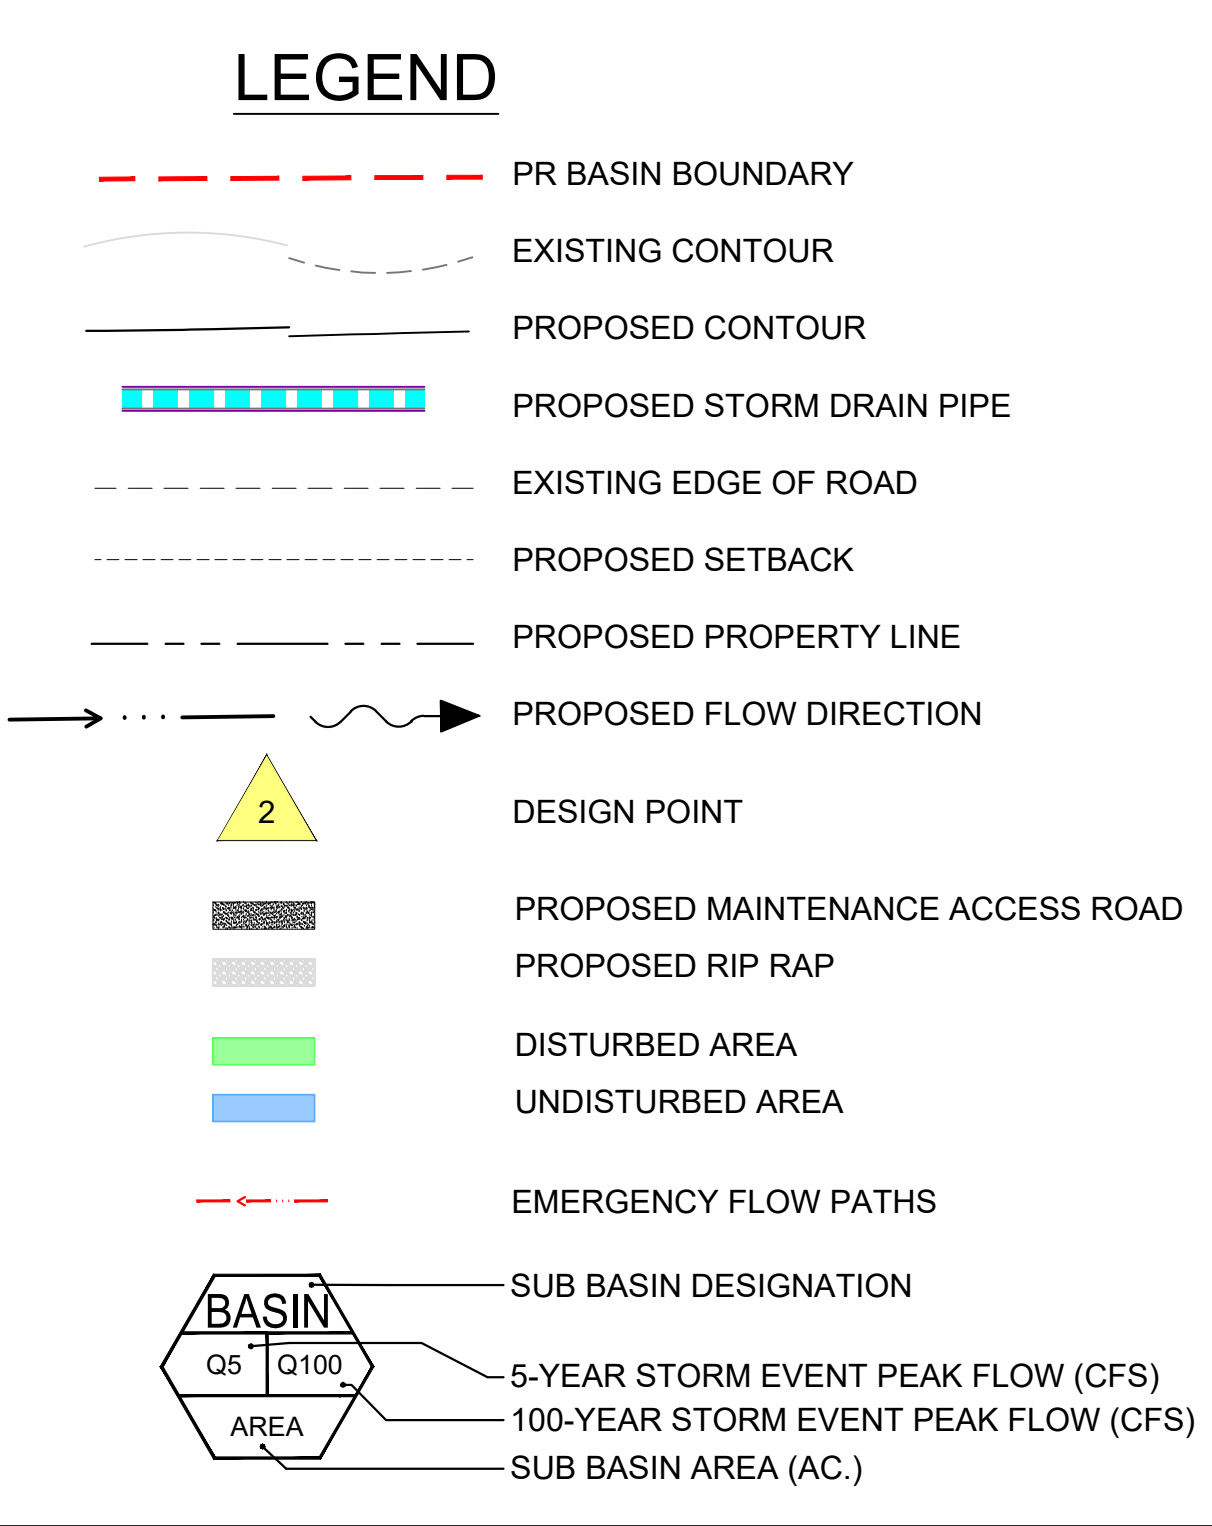 LEGEND
PR BASIN BOUNDARY
EXISTING CONTOUR
PROPOSED CONTOUR
PROPOSED STORM DRAIN PIPE
EXISTING EDGE OF ROAD
PROPOSED SETBACK
PROPOSED PROPERTY LINE
PROPOSED FLOW DIRECTION
2 DESIGN POINT
PROPOSED MAINTENANCE ACCESS ROAD
PROPOSED RIP RAP
DISTURBED AREA
UNDISTURBED AREA
EMERGENCY FLOW PATHS
BASIN SUB BASIN DESIGNATION
Q5 Q100 5-YEAR STORM EVENT PEAK FLOW (CFS)
100-YEAR STORM EVENT PEAK FLOW (CFS)
AREA SUB BASIN AREA (AC.)